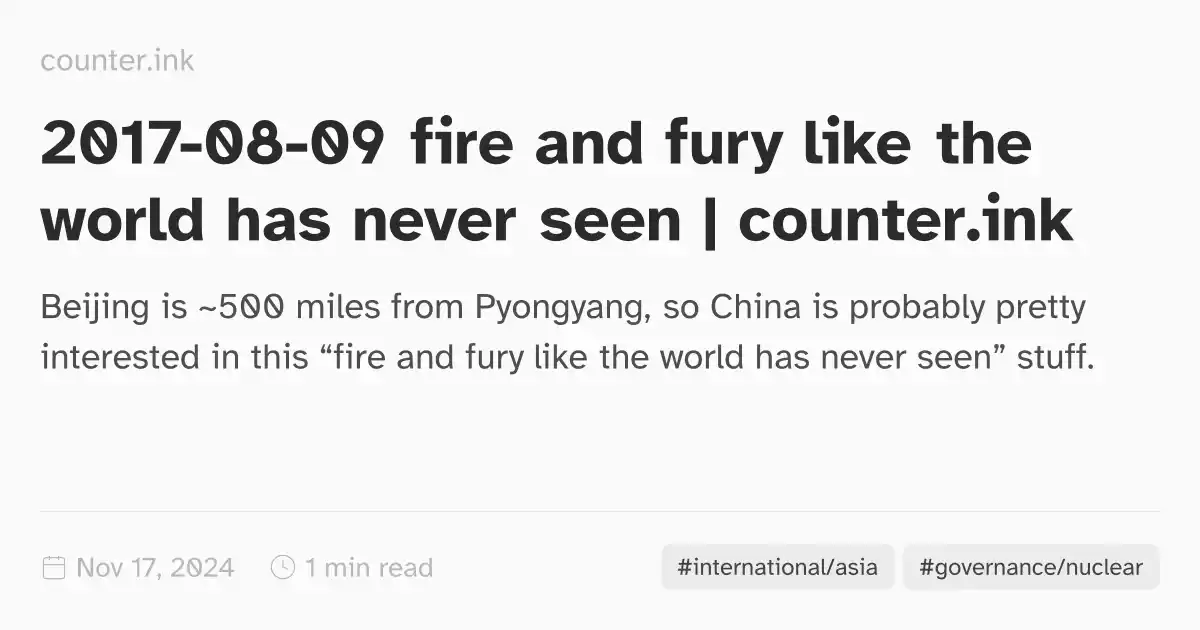 counter.ink
2017-08-09 fire and fury like the
world has never seen | counter.ink
Beijing is ~500 miles from Pyongyang, so China is probably pretty
interested in this “fire and fury like the world has never seen” stuff.
Nov 17, 2024 1 min read #international/asia #governance/nuclear